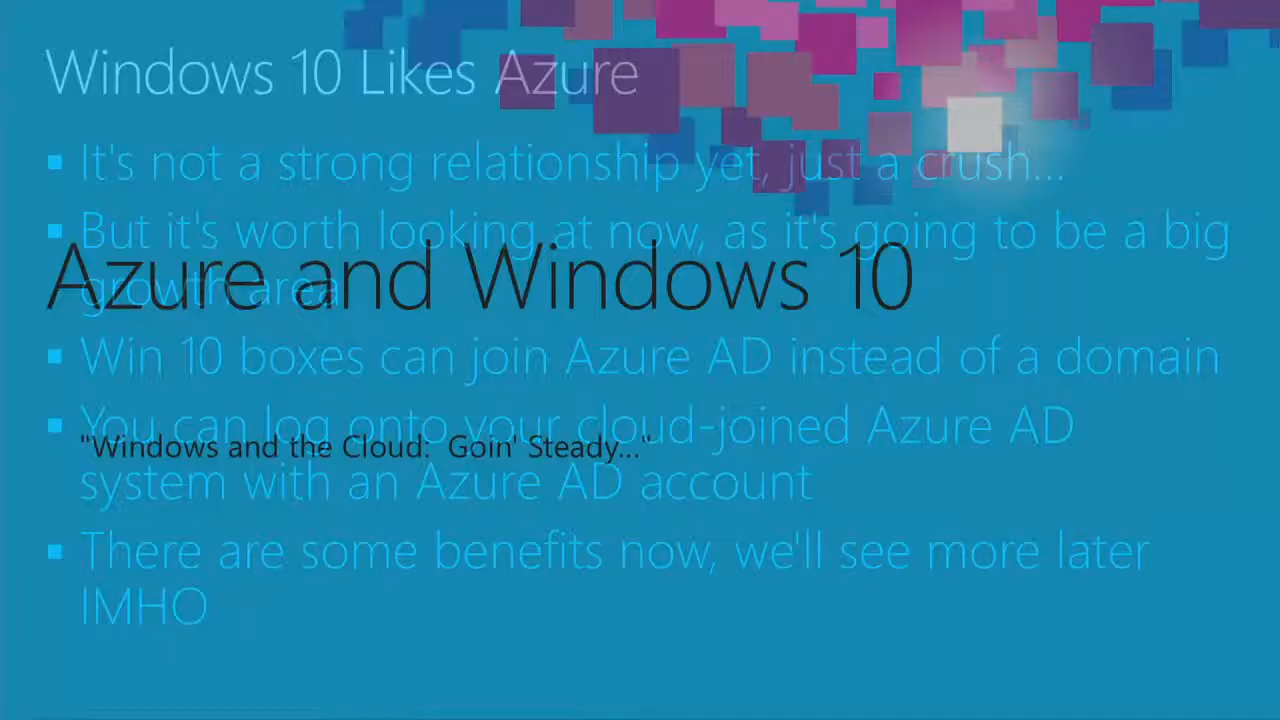 Windows 10 Likes Azure
It's not a strong relationship yet, just a crush...
But it's worth looking at now, as it's going to be a big
growth area
Azure and Windows 10
Win 10 boxes can join Azure AD instead of a domain
You can log onto your cloud-joined Azure AD
"Windows and the Cloud: Goin' Steady..."
system with an Azure AD account
There are some benefits now, we'll see more later
IMHO